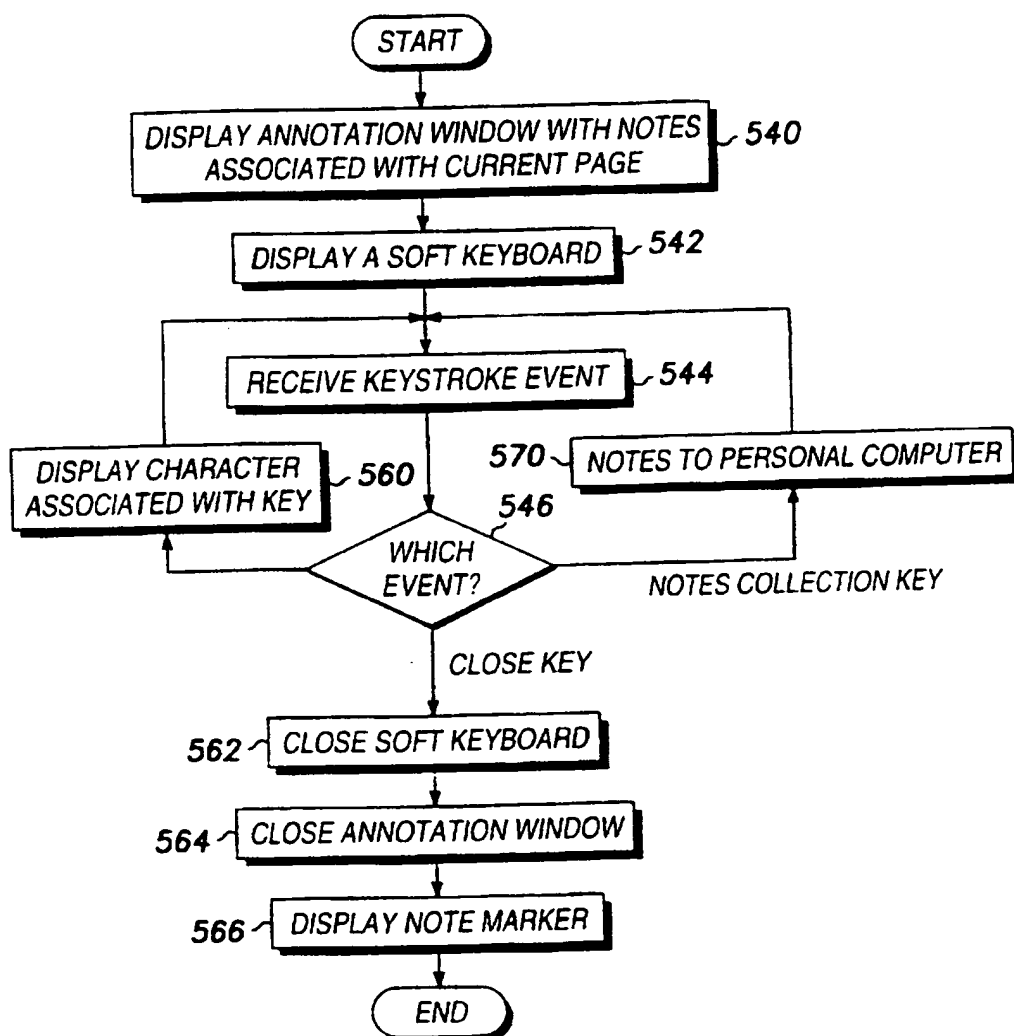 START
DISPLAY ANNOTATION WINDOW WITH NOTES
ASSOCIATED WITH CURRENT PAGE
540
DISPLAY A SOFT KEYBOARD
542
RECEIVE KEYSTROKE EVENT
544
DISPLAY CHARACTER
ASSOCIATED WITH KEY
560
570
NOTES TO PERSONAL COMPUTER
546
WHICH
EVENT?
NOTES COLLECTION KEY
CLOSE KEY
562
CLOSE SOFT KEYBOARD
564
CLOSE ANNOTATION WINDOW
566
DISPLAY NOTE MARKER
END